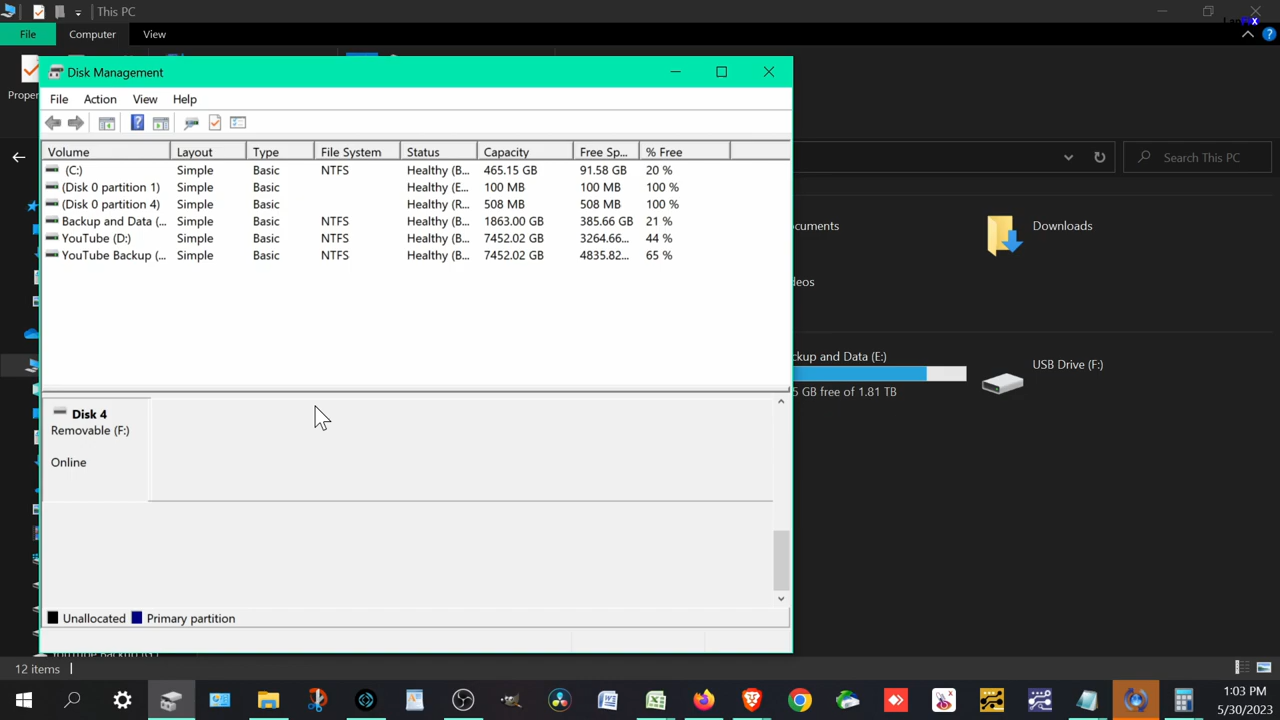 This PC
File
Computer
View
Disk Management
File
Action
View
Help
Volume
Layout
Type
File System
Status
Capacity
Free Sp...
% Free
(C:) Simple Basic NTFS Healthy (B... 465.15 GB 91.58 GB 20 %
(Disk 0 partition 1) Simple Basic Healthy (E... 100 MB 100 MB 100 %
(Disk 0 partition 4) Simple Basic Healthy (R... 508 MB 508 MB 100 %
Backup and Data (... Simple Basic NTFS Healthy (B... 1863.00 GB 385.66 GB 21 %
YouTube (D:) Simple Basic NTFS Healthy (B... 7452.02 GB 3264.66... 44 %
YouTube Backup (... Simple Basic NTFS Healthy (B... 7452.02 GB 4835.82... 65 %
Disk 4
Removable (F:)
Online
Unallocated
Primary partition
Search This PC
Downloads
USB Drive (F:)
and Data (E:)
GB free of 1.81 TB
12 items
1:03 PM
5/30/2023